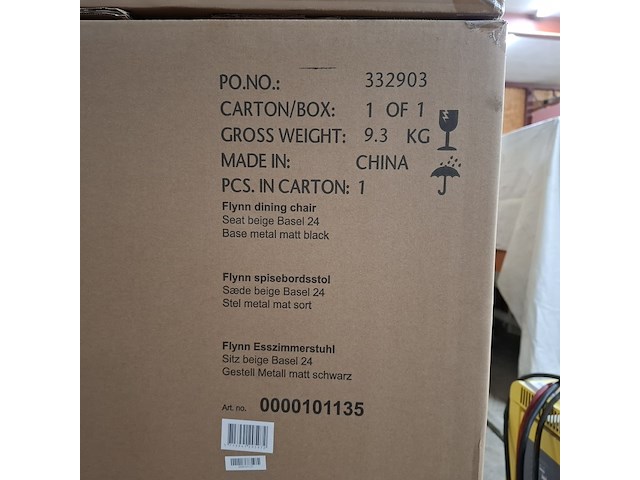 PO.NO.: 332903
CARTON/BOX: 1 OF 1
GROSS WEIGHT: 9.3 KG
MADE IN: CHINA
PCS. IN CARTON: 1
Flynn dining chair
Seat beige Basel 24
Base metal matt black
Flynn spisebordsstol
Sæde beige Basel 24
Stel metal mat sort
Flynn Esszimmerstuhl
Sitz beige Basel 24
Gestell Metall matt schwarz
Art. no. 0000101135